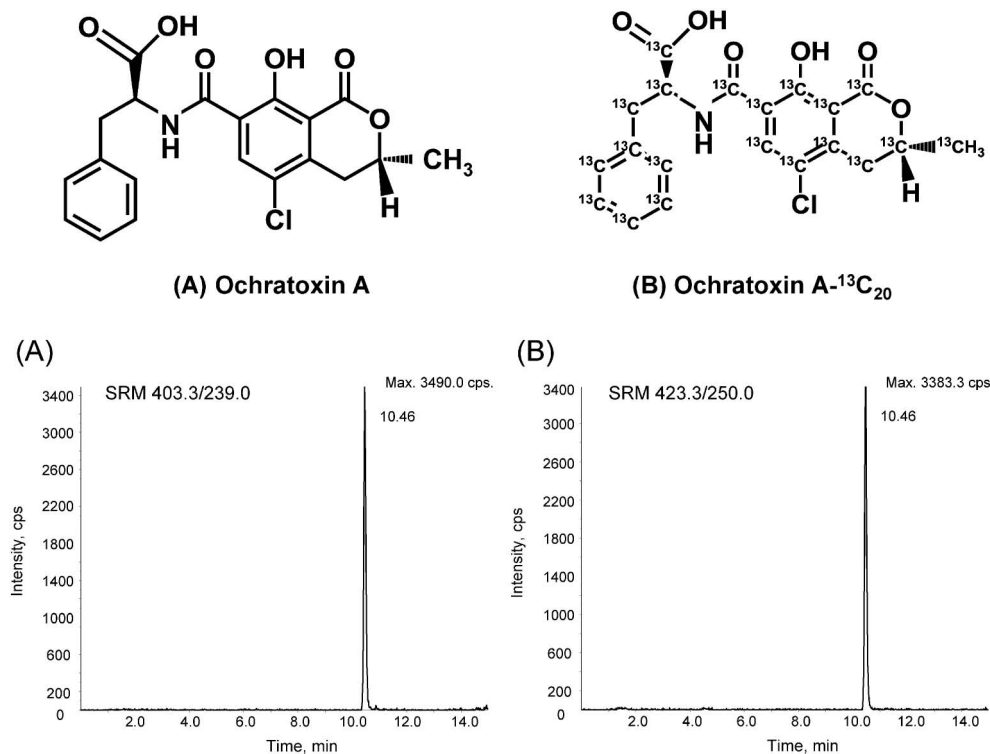 O
OH
O
OH
O
N
H
O
CH₃
Cl
H
(A) Ochratoxin A
O
OH
¹³C
O
OH
O
¹³C
¹³C
¹³C
¹³C
¹³C
¹³C
¹³C
O
N
H
¹³C
¹³C
¹³C
¹³C
¹³C
¹³C
¹³CH₃
¹³C
¹³C
¹³C
¹³C
¹³C
¹³C
Cl
H
(B) Ochratoxin A-¹³C₂₀
(A)
SRM 403.3/239.0
Max. 3490.0 cps.
10.46
Intensity, cps
3400
3000
2600
2200
1800
1400
1000
600
200
0
2.0 4.0 6.0 8.0 10.0 12.0 14.0
Time, min
(B)
SRM 423.3/250.0
Max. 3383.3 cps
10.46
Intensity, cps
3400
3000
2600
2200
1800
1400
1000
600
200
0
2.0 4.0 6.0 8.0 10.0 12.0 14.0
Time, min